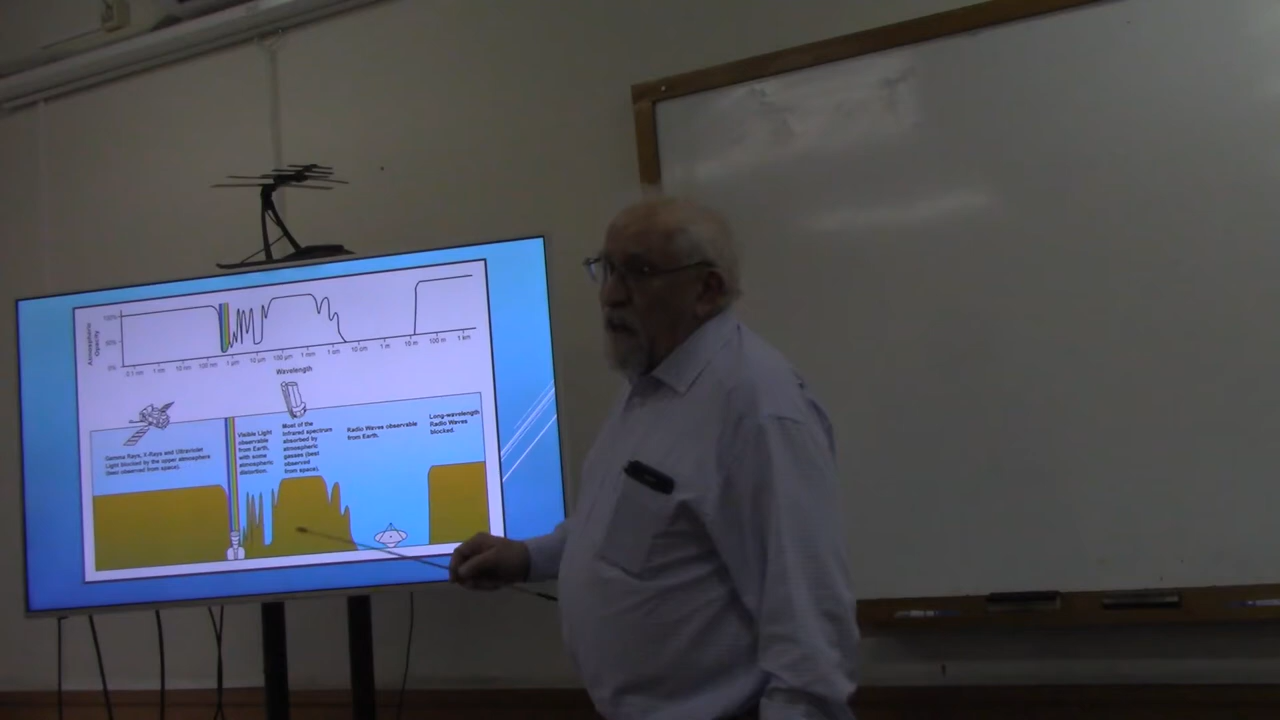 Atmospheric
Opacity
100%
50%
0%
0.1 nm 1 nm 10 nm 100 nm 1 µm 10 µm 100 µm 1 mm 1 cm 10 cm 1 m 10 m 100 m 1 km
Wavelength
Gamma Rays, X-Rays and Ultraviolet
Light blocked by the upper atmosphere
(best observed from space).
Visible Light
observable
from Earth,
with some
atmospheric
distortion.
Most of the
Infrared spectrum
absorbed by
atmospheric
gasses (best
observed
from space).
Radio Waves observable
from Earth.
Long-wavelength
Radio Waves
blocked.